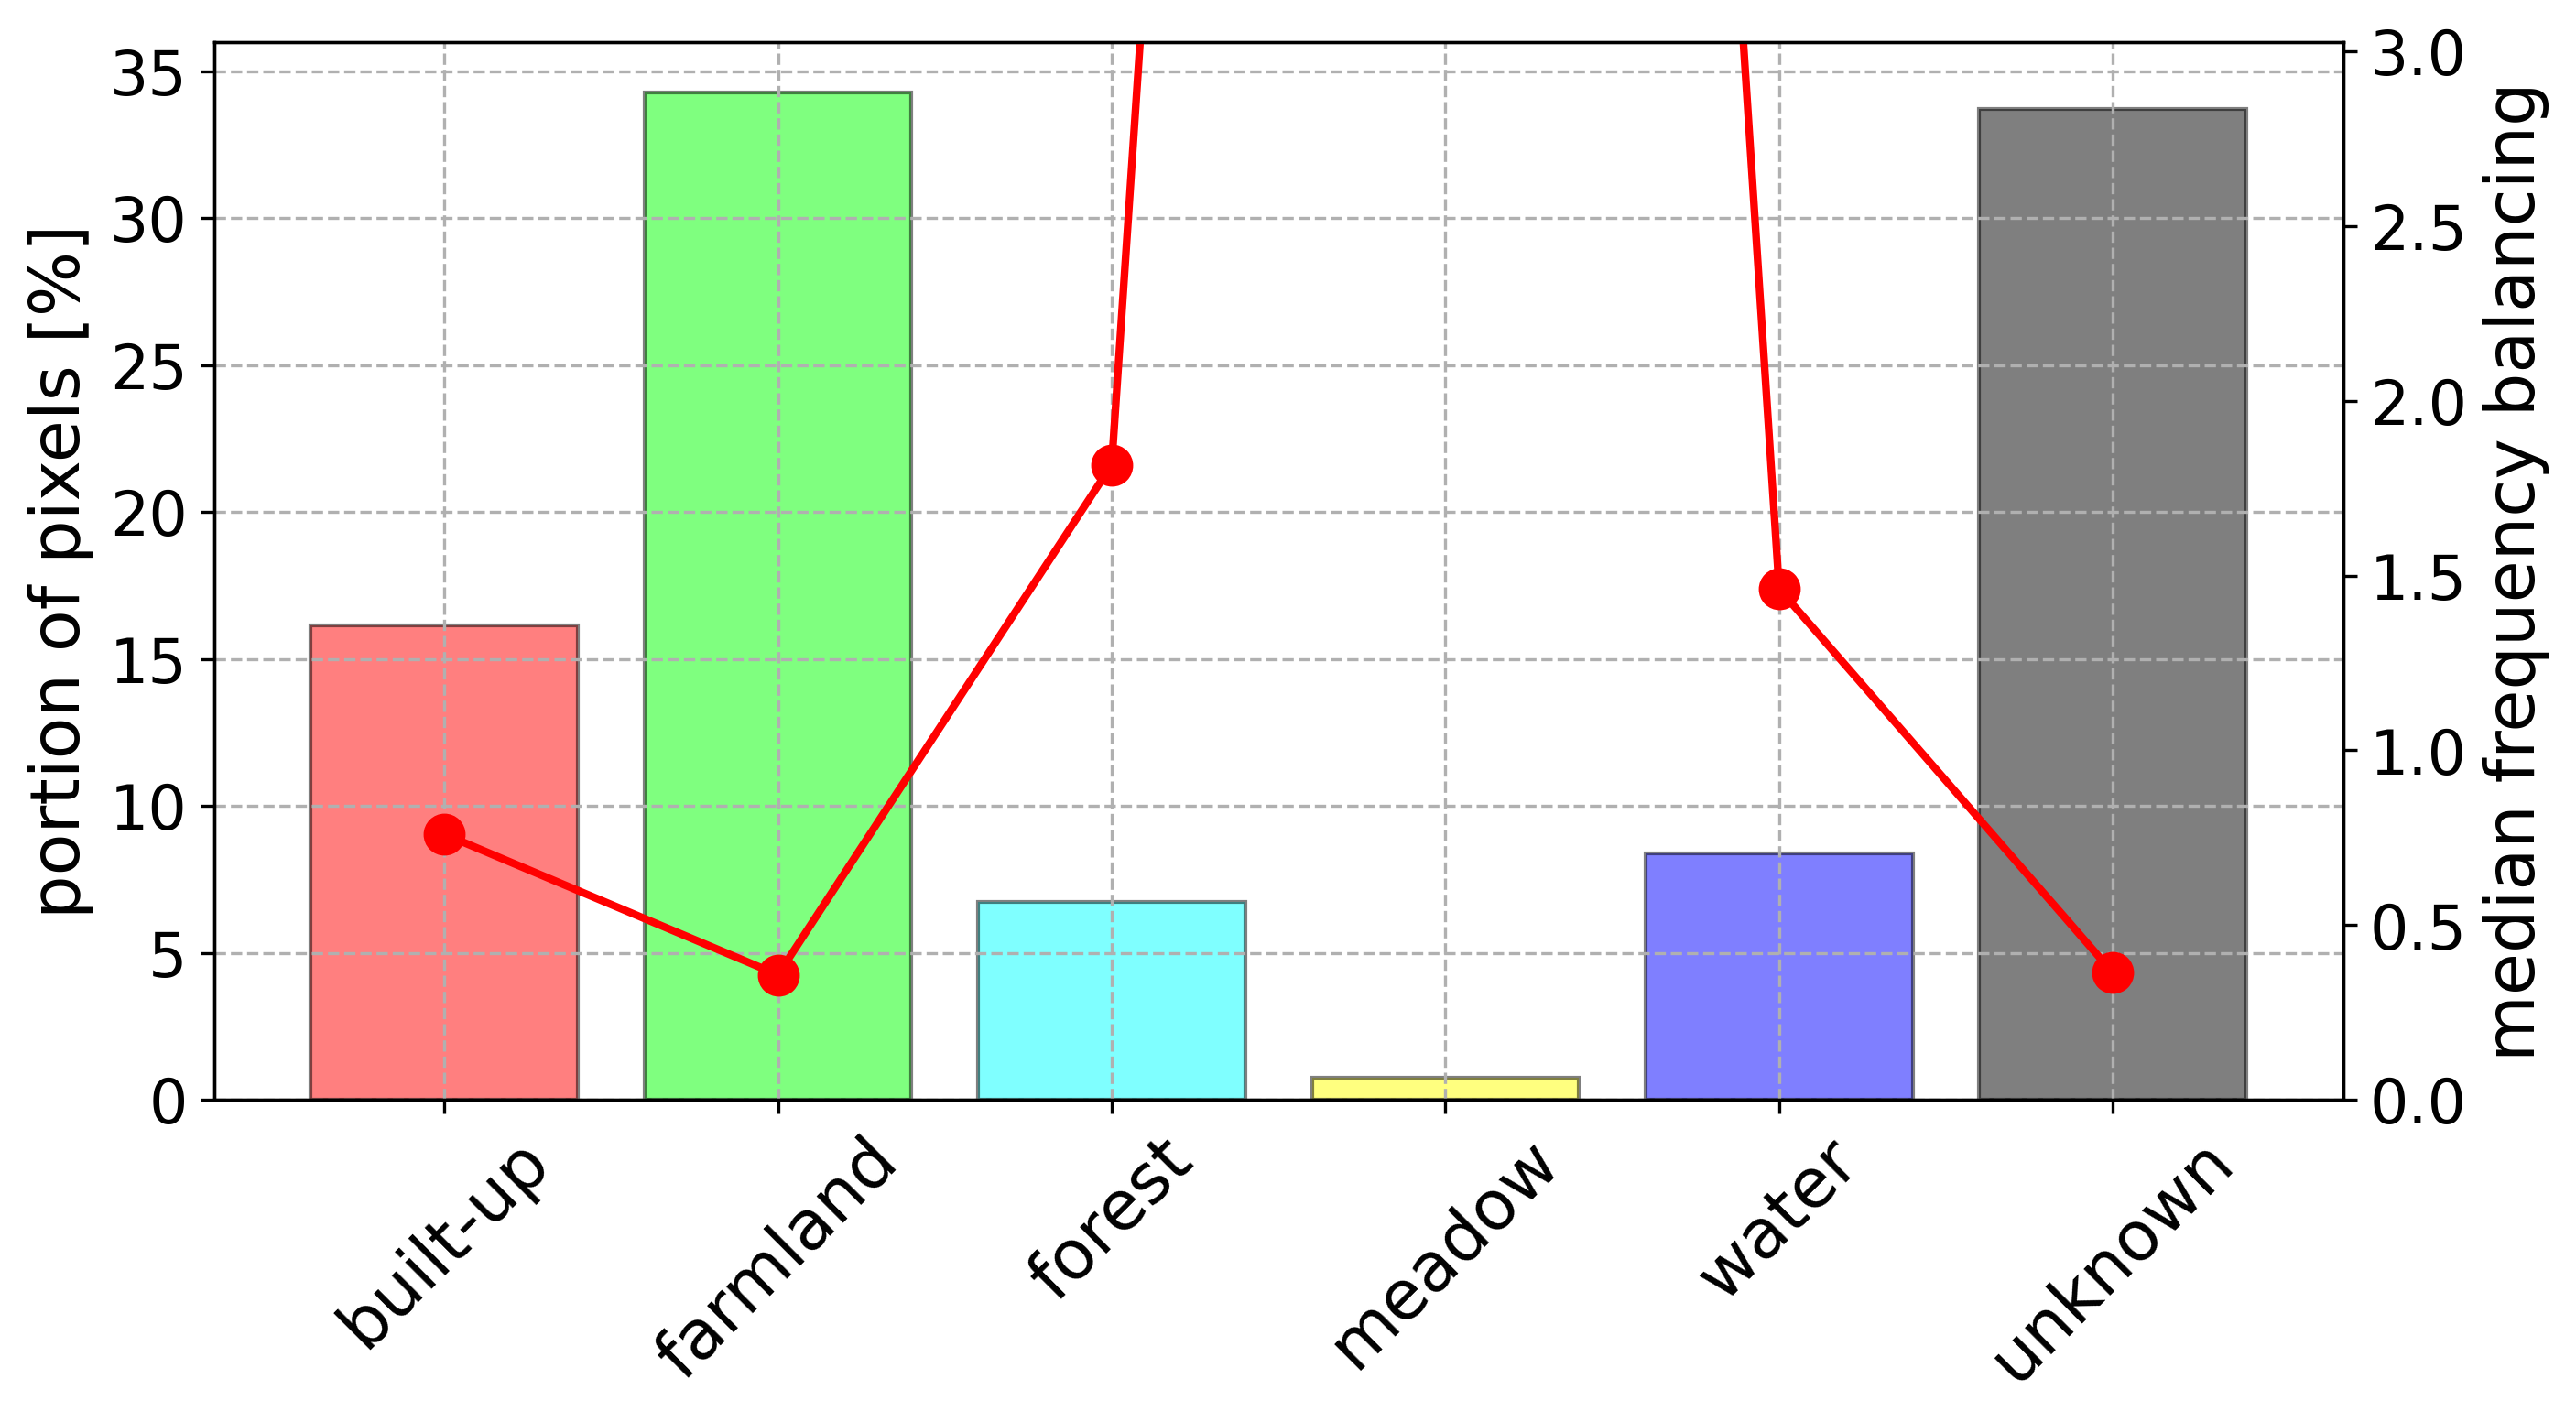 portion of pixels [%]
35
30
25
20
15
10
5
0
3.0
2.5
2.0
1.5
1.0
0.5
0.0
median frequency balancing
built-up
farmland
forest
meadow
water
unknown